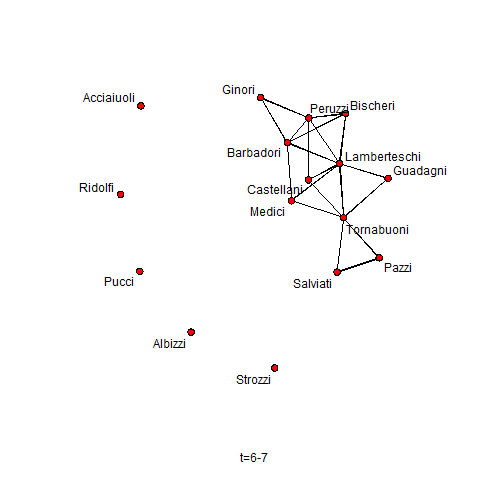 Ginori
Acciaiuoli
Peruzzi
Bischeri
Barbadori
Lamberteschi
Guadagni
Ridolfi
Castellani
Medici
Tornabuoni
Pazzi
Pucci
Salviati
Albizzi
Strozzi
t=6-7